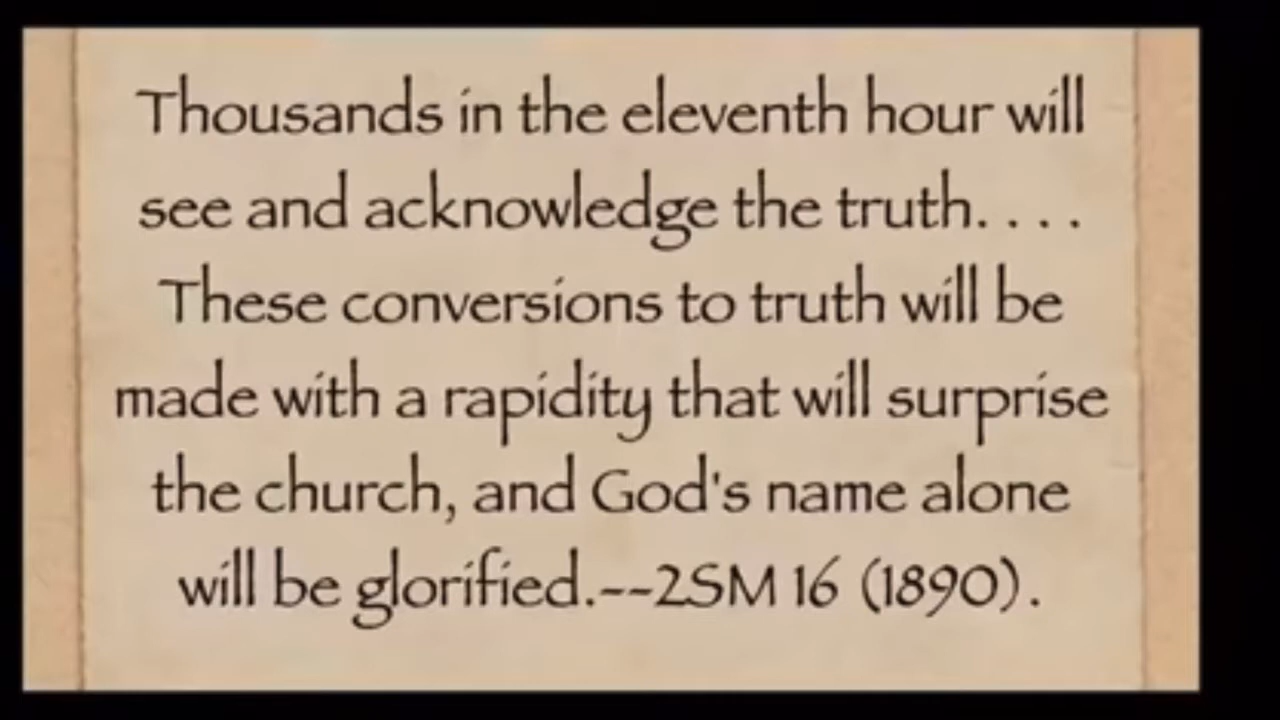 Thousands in the eleventh hour will
see and acknowledge the truth. . . .
These conversions to truth will be
made with a rapidity that will surprise
the church, and God's name alone
will be glorified.--2SM 16 (1890).